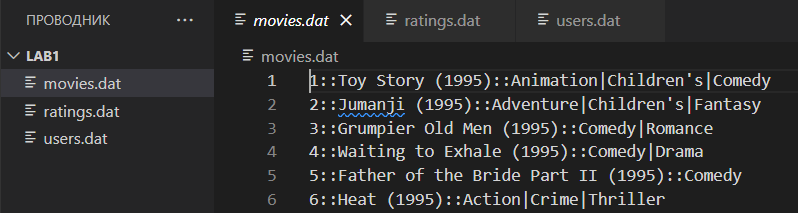 ПРОВОДНИК ...
LAB1
movies.dat
ratings.dat
users.dat
movies.dat ratings.dat users.dat
movies.dat
1 1::Toy Story (1995)::Animation|Children's|Comedy
2 2::Jumanji (1995)::Adventure|Children's|Fantasy
3 3::Grumpier Old Men (1995)::Comedy|Romance
4 4::Waiting to Exhale (1995)::Comedy|Drama
5 5::Father of the Bride Part II (1995)::Comedy
6 6::Heat (1995)::Action|Crime|Thriller